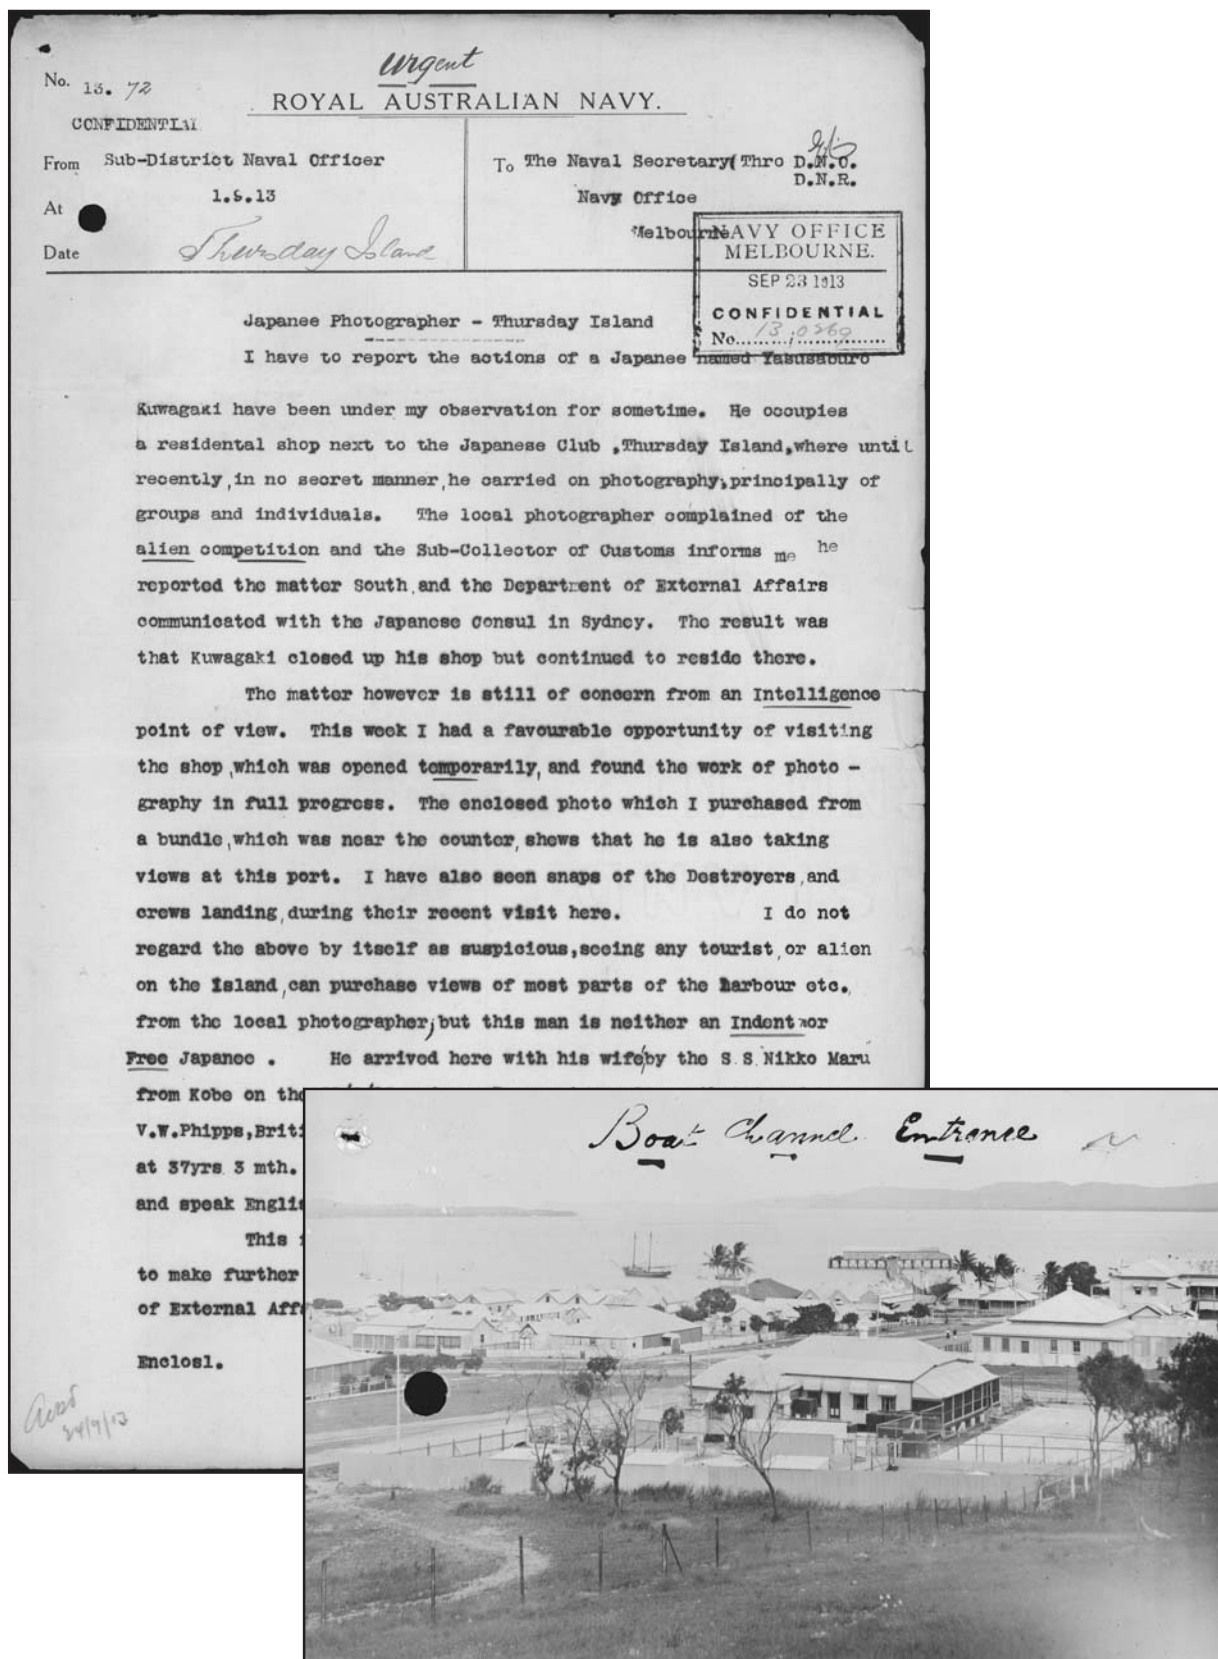 urgent
No. 13. 72
ROYAL AUSTRALIAN NAVY.
CONFIDENTIAL
From Sub-District Naval Officer
To The Naval Secretary(Thro D.N.O.
D.N.R.
At 1.9.13
Navy Office
Melbourne
Date Thursday Island
NAVY OFFICE
MELBOURNE.
SEP 23 1913
CONFIDENTIAL
No. 13/0269
Japanee Photographer - Thursday Island
I have to report the actions of a Japanee named Yasusaburo
Kuwagaki have been under my observation for sometime. He occupies
a residental shop next to the Japanese Club ,Thursday Island,where until
recently,in no secret manner,he carried on photography,principally of
groups and individuals. The local photographer complained of the
alien competition and the Sub-Collector of Customs informs me he
reported the matter South,and the Department of External Affairs
communicated with the Japanese Consul in Sydney. The result was
that Kuwagaki closed up his shop but continued to reside there.
The matter however is still of concern from an Intelligence
point of view. This week I had a favourable opportunity of visiting
the shop,which was opened temporarily,and found the work of photo -
graphy in full progress. The enclosed photo which I purchased from
a bundle,which was near the counter,shews that he is also taking
views at this port. I have also seen snaps of the Destroyers,and
crews landing,during their recent visit here. I do not
regard the above by itself as suspicious,seeing any tourist,or alien
on the Island,can purchase views of most parts of the harbour etc.,
from the local photographer;but this man is neither an Indent nor
Free Japanee . He arrived here with his wife by the S.S.Nikko Maru
from Kobe on the
V.W.Phipps,Briti
at 37yrs 3 mth.
and speak Englis
This
to make further
of External Affa
Enclos1.
24/9/13
Boat Channel Entrance